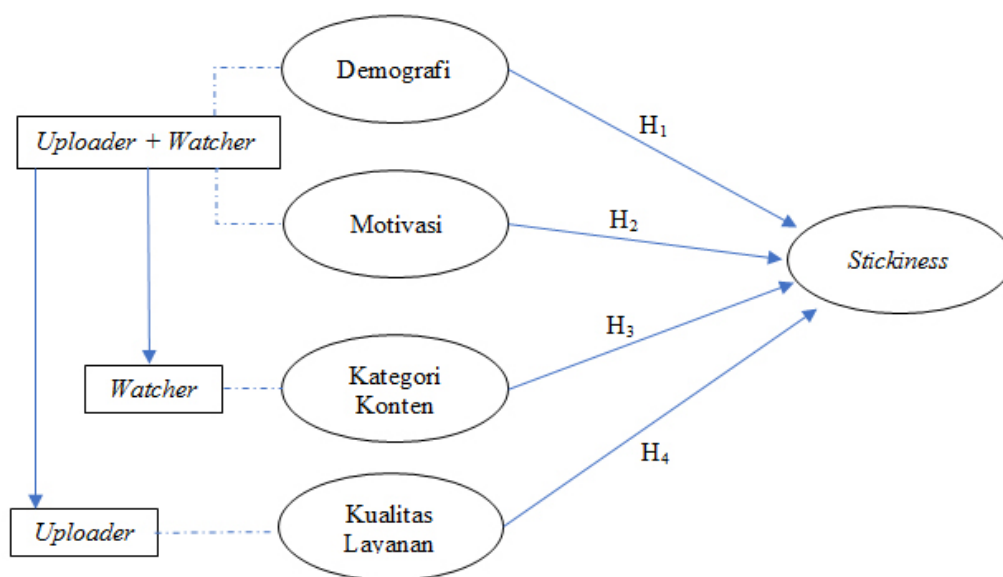 Demografi
H₁
Uploader + Watcher
Motivasi
H₂
Stickiness
H₃
Watcher
Kategori
Konten
H₄
Uploader
Kualitas
Layanan